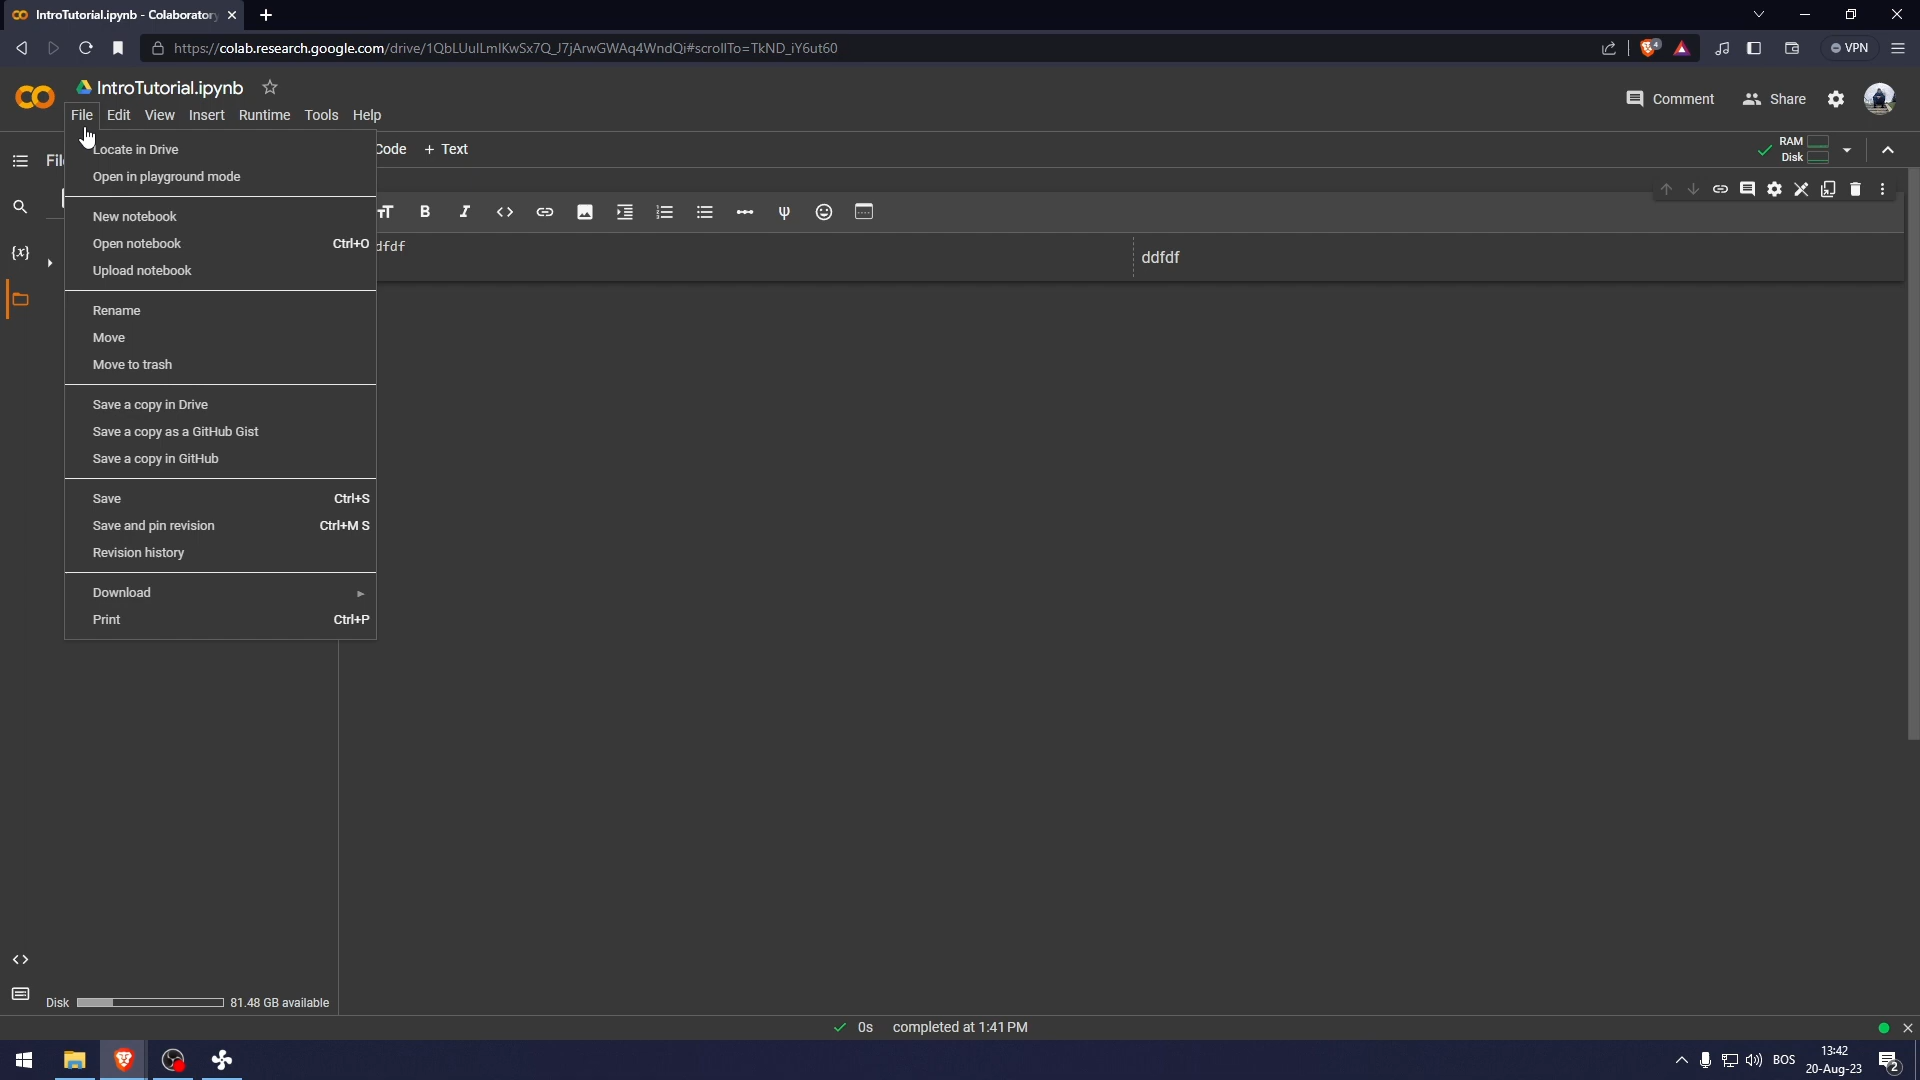 IntroTutorial.ipynb - Colaboratory
https://colab.research.google.com/drive/1QbLUulLmlKwSx7Q_J7jArwGWAq4WndQi#scrollTo=TkND_iY6ut60
VPN
IntroTutorial.ipynb
File Edit View Insert Runtime Tools Help
Comment
Share
Locate in Drive
Code + Text
RAM
Disk
Open in playground mode
New notebook
Open notebook Ctrl+O
Upload notebook
{x}
dfdf
ddfdf
Rename
Move
Move to trash
Save a copy in Drive
Save a copy as a GitHub Gist
Save a copy in GitHub
Save Ctrl+S
Save and pin revision Ctrl+M S
Revision history
Download
Print Ctrl+P
Disk 81.48 GB available
0s completed at 1:41 PM
BOS
13:42
20-Aug-23
2